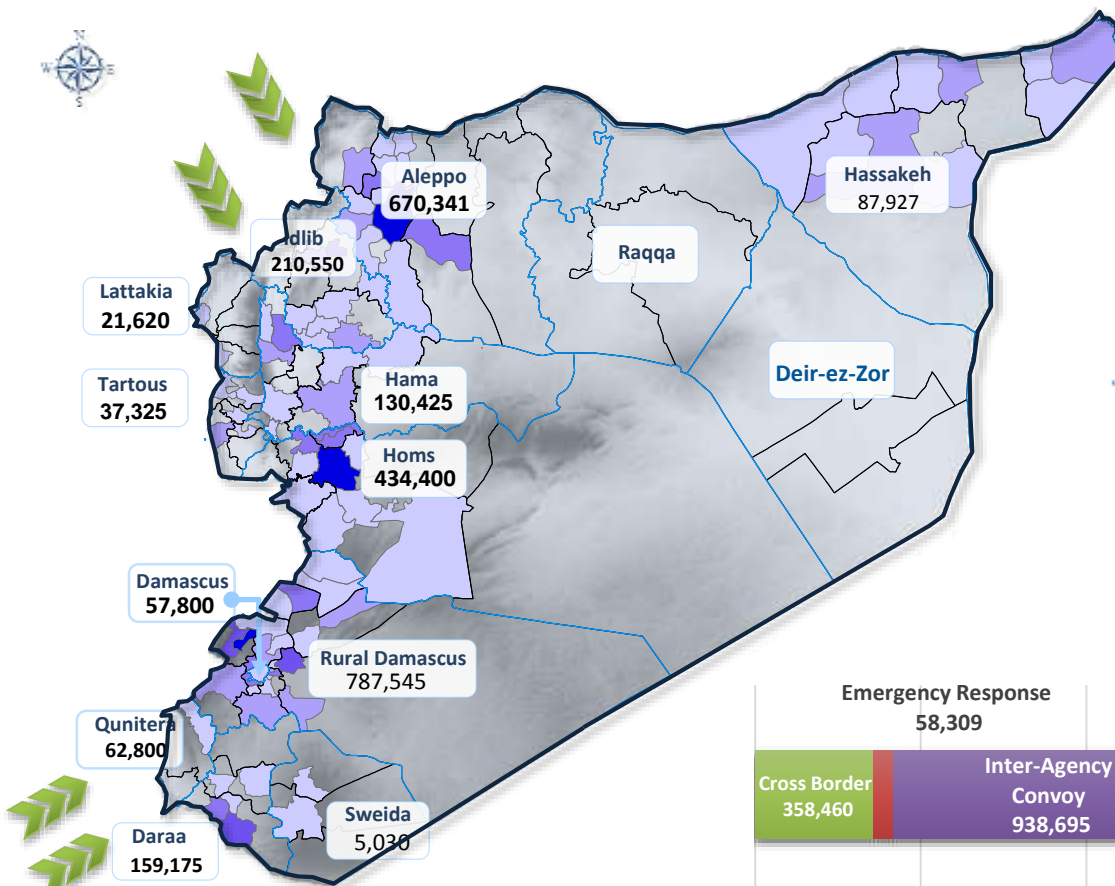 N
W E
S
Aleppo
670,341
Hassakeh
87,927
Idlib
210,550
Raqqa
Lattakia
21,620
Deir-ez-Zor
Tartous
37,325
Hama
130,425
Homs
434,400
Damascus
57,800
Rural Damascus
787,545
Qunitera
62,800
Sweida
5,030
Daraa
159,175
Emergency Response
58,309
Cross Border
358,460
Inter-Agency
Convoy
938,695